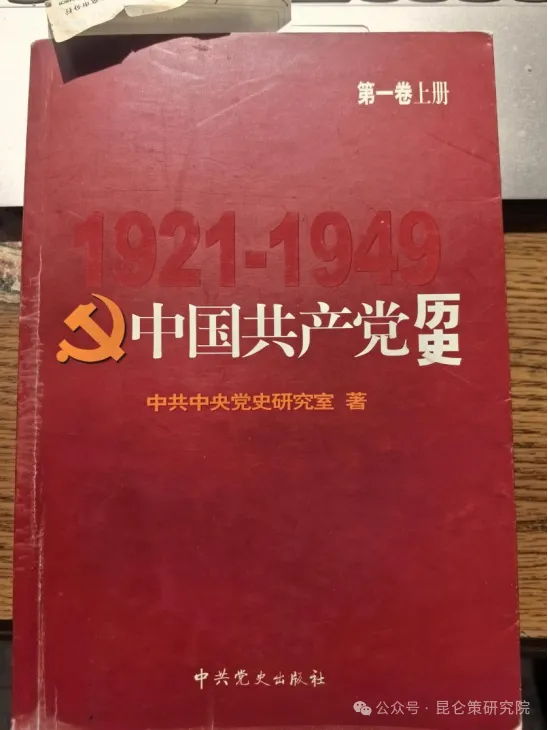 第一卷上册
1921-1949
中国共产党历史
中共中央党史研究室 著
中共党史出版社
公众号·昆仑策研究院